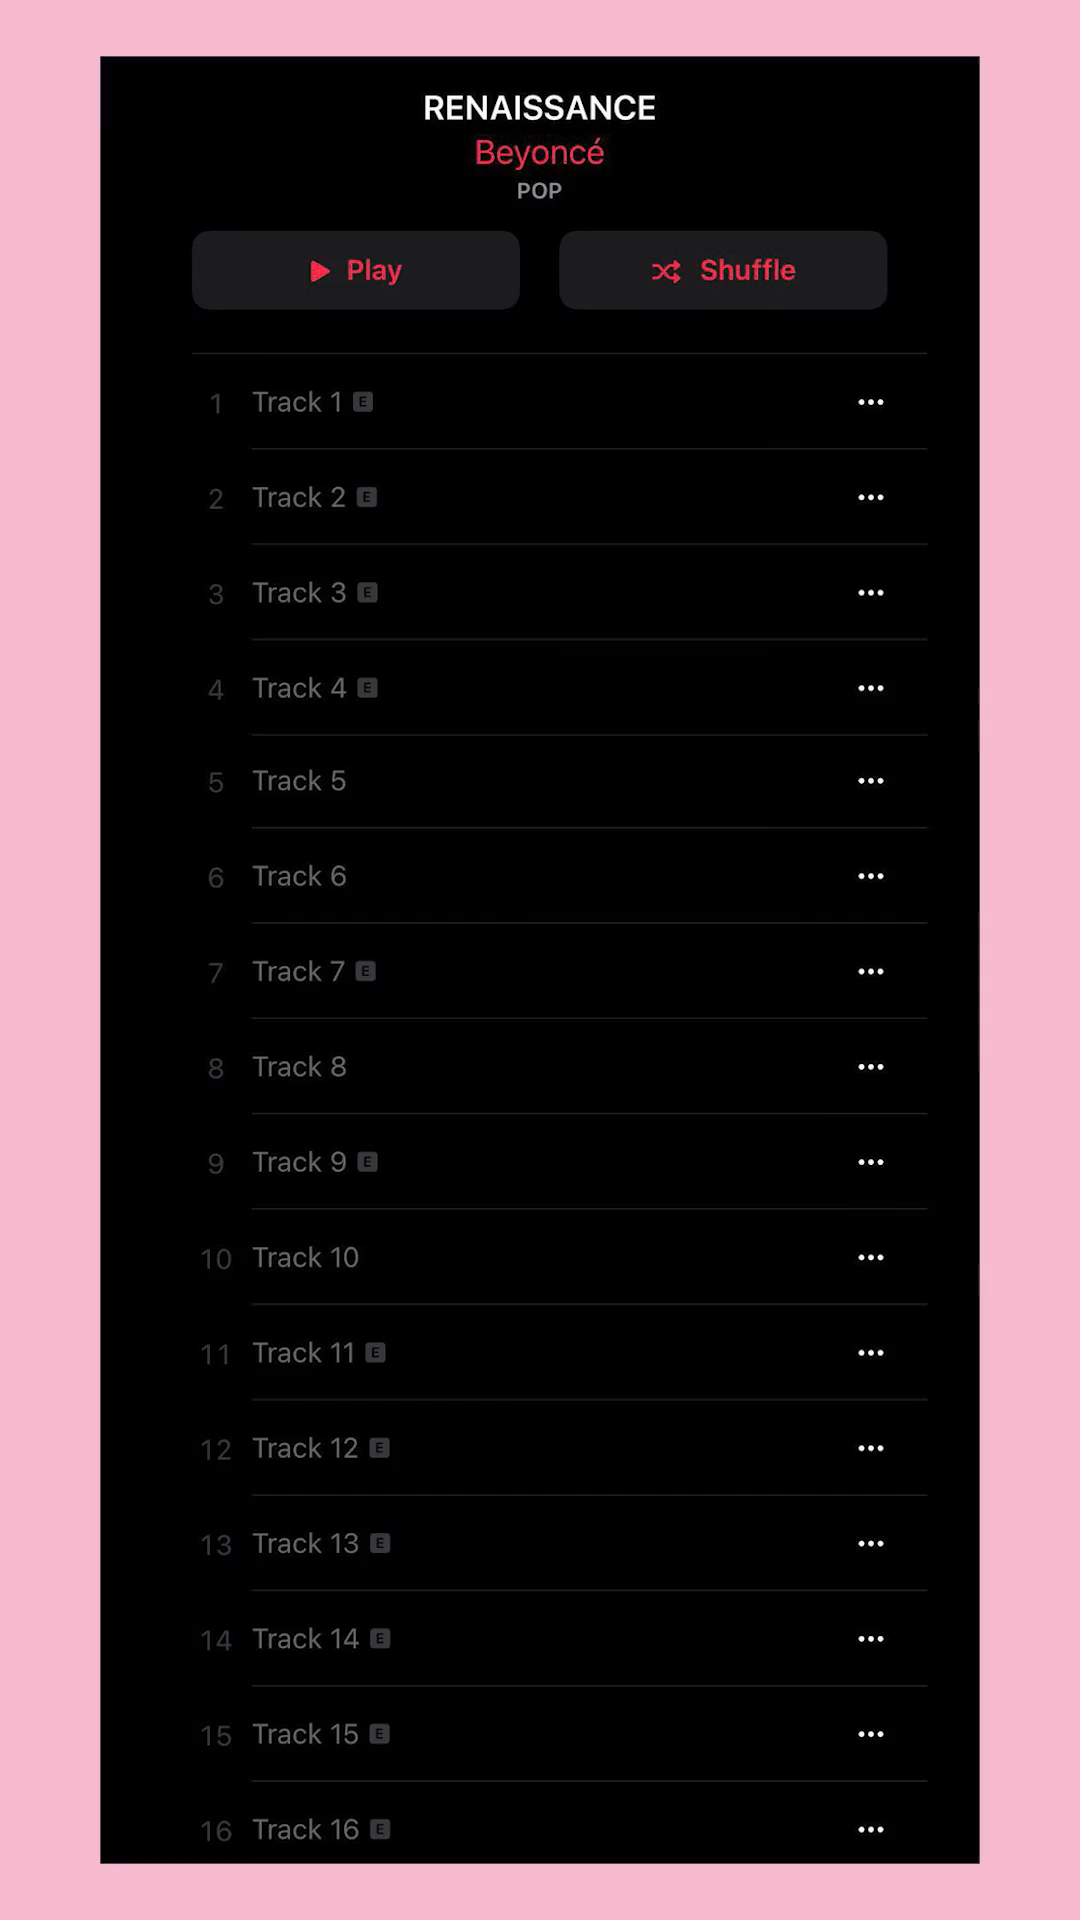 RENAISSANCE
Beyoncé
POP
Play
Shuffle
1 Track 1 E
2 Track 2 E
3 Track 3 E
4 Track 4 E
5 Track 5
6 Track 6
7 Track 7 E
8 Track 8
9 Track 9 E
10 Track 10
11 Track 11 E
12 Track 12 E
13 Track 13 E
14 Track 14 E
15 Track 15 E
16 Track 16 E